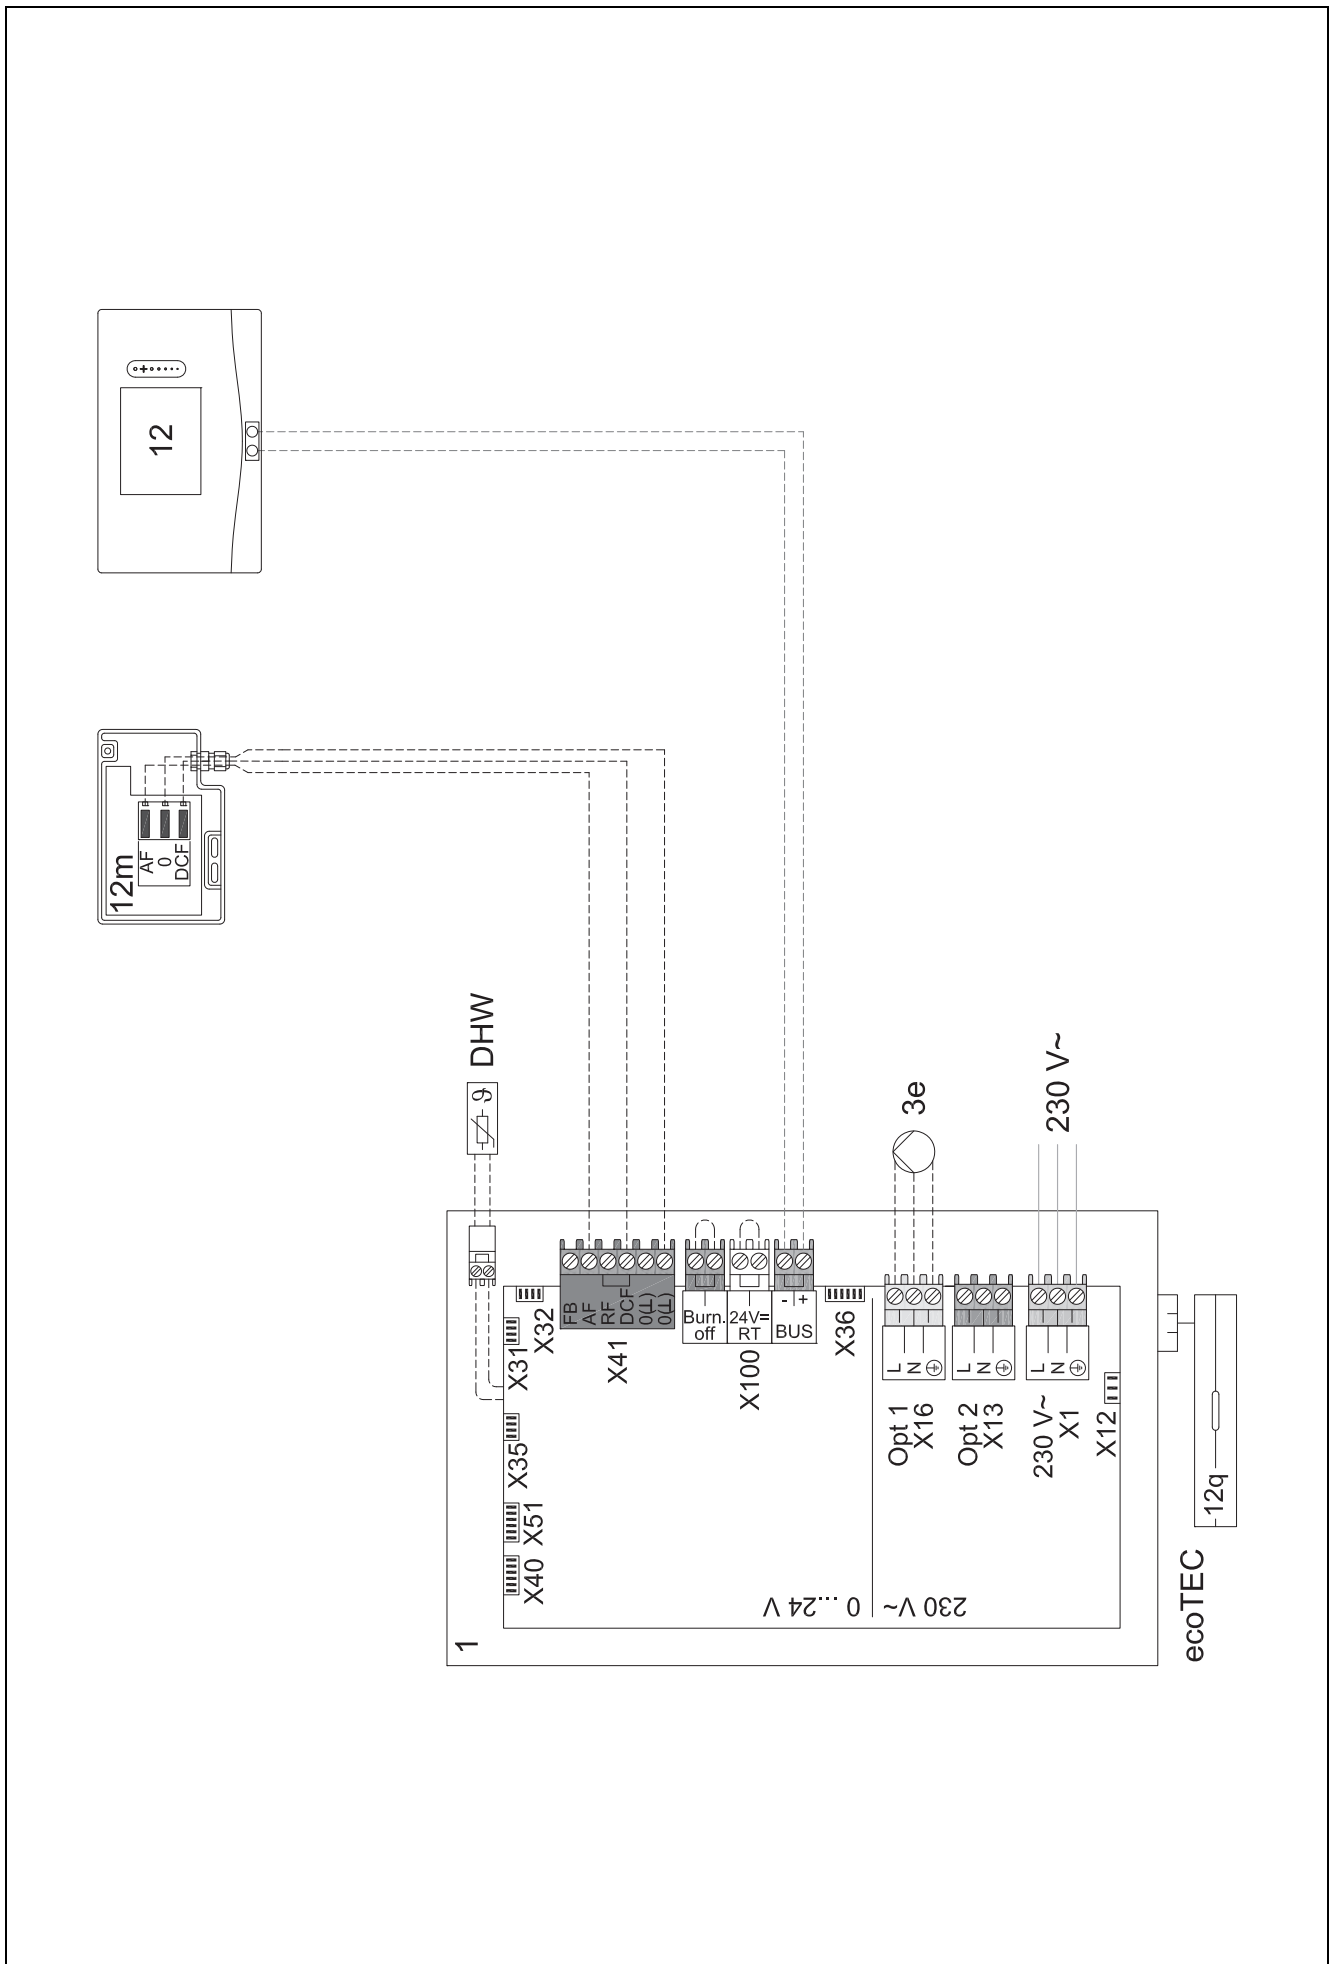 12
12m
AF
0
DCF
DHW
ϑ
1
X40
X51
X35
X31
X32
FB
AF
RF
DCF
0(⊥)
0(⊥)
X41
Burn.
off
24V=
RT
X100
- +
BUS
X36
0 ...24 V
230 V~
L
N
Opt 1
X16
3e
L
N
Opt 2
X13
L
N
230 V~
X1
230 V~
X12
12q
ecoTEC